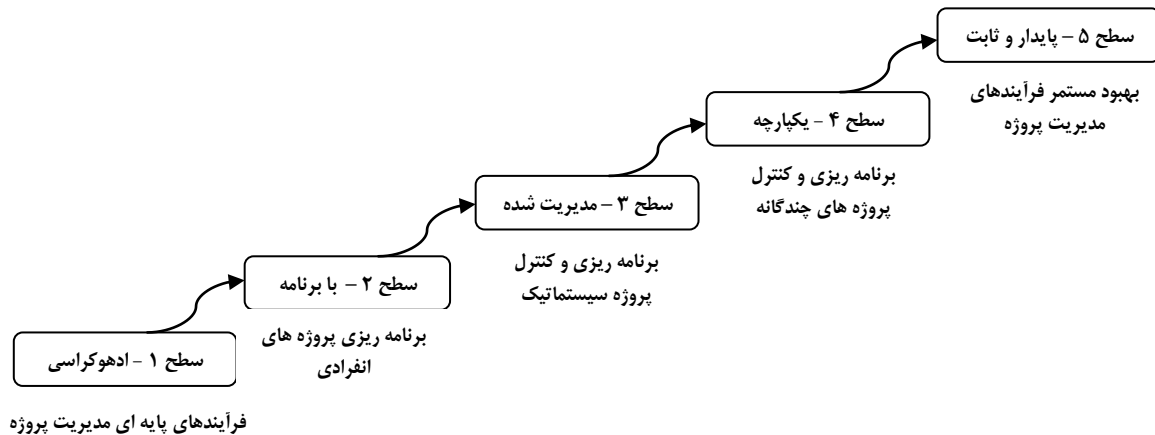 سطح ۵ – پایدار و ثابت
بهبود مستمر فرآیندهای
مدیریت پروژه
سطح ۴ – یکپارچه
برنامه ریزی و کنترل
پروژه های چندگانه
سطح ۳ – مدیریت شده
برنامه ریزی و کنترل
پروژه سیستماتیک
سطح ۲ – با برنامه
برنامه ریزی پروژه های
انفرادی
سطح ۱ – ادهوکراسی
فرآیندهای پایه ای مدیریت پروژه